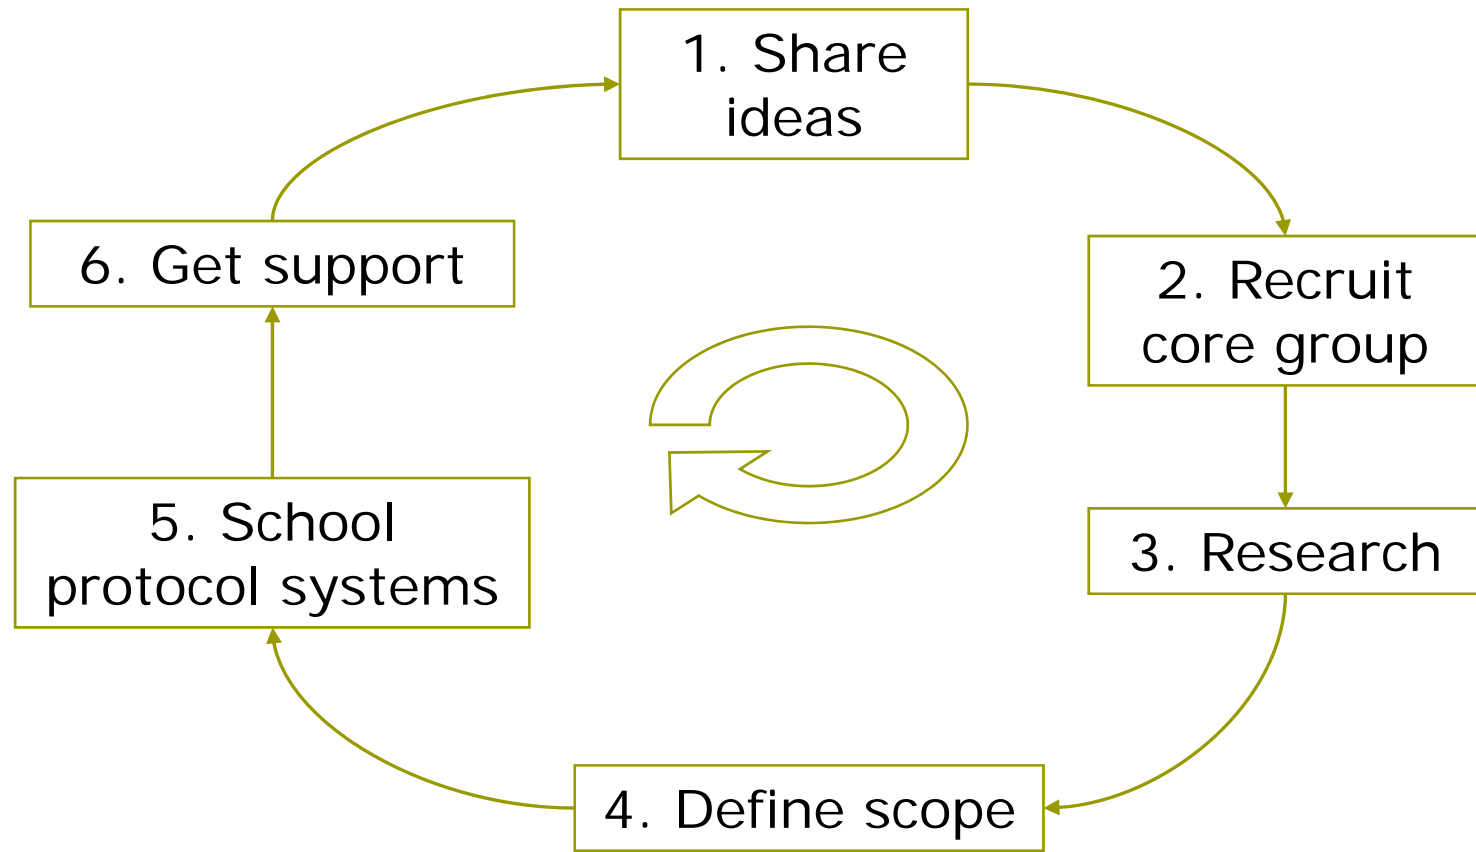 1. Share
ideas
2. Recruit
core group
3. Research
4. Define scope
5. School
protocol systems
6. Get support